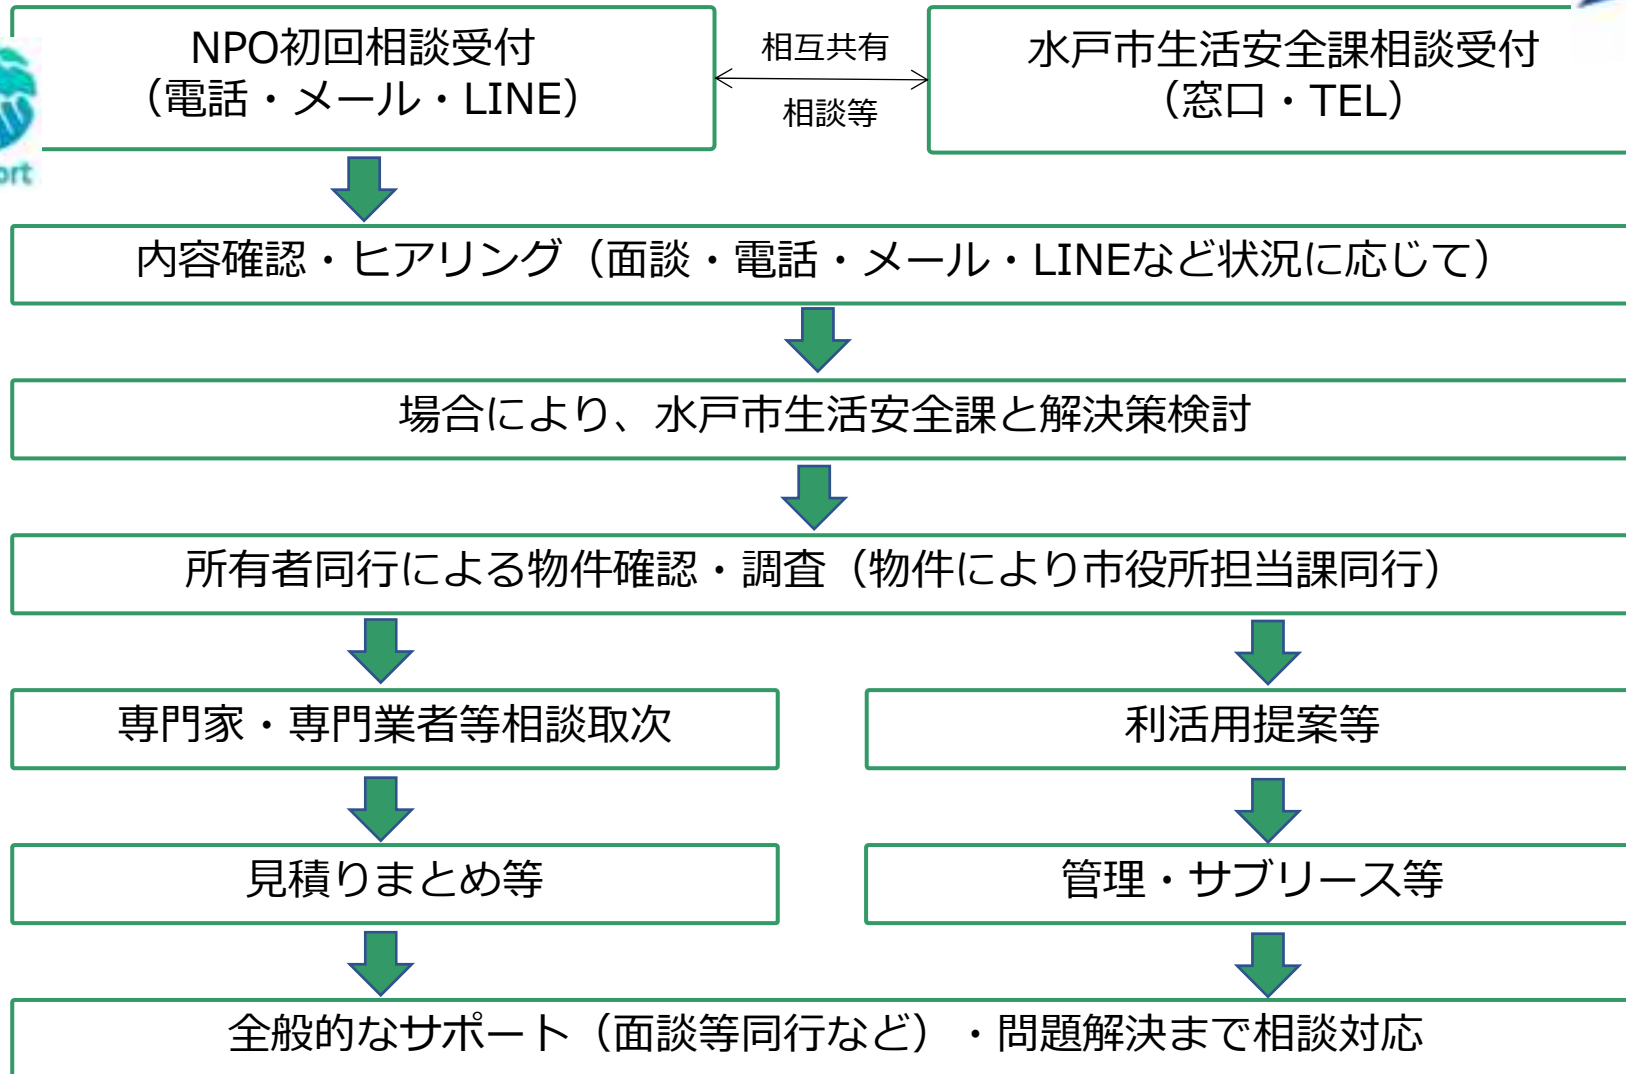 NPO初回相談受付
（電話・メール・LINE）
相互共有
相談等
水戸市生活安全課相談受付
（窓口・TEL）
内容確認・ヒアリング（面談・電話・メール・LINEなど状況に応じて）
場合により、水戸市生活安全課と解決策検討
所有者同行による物件確認・調査（物件により市役所担当課同行）
専門家・専門業者等相談取次
利活用提案等
見積りまとめ等
管理・サブリース等
全般的なサポート（面談等同行など）・問題解決まで相談対応